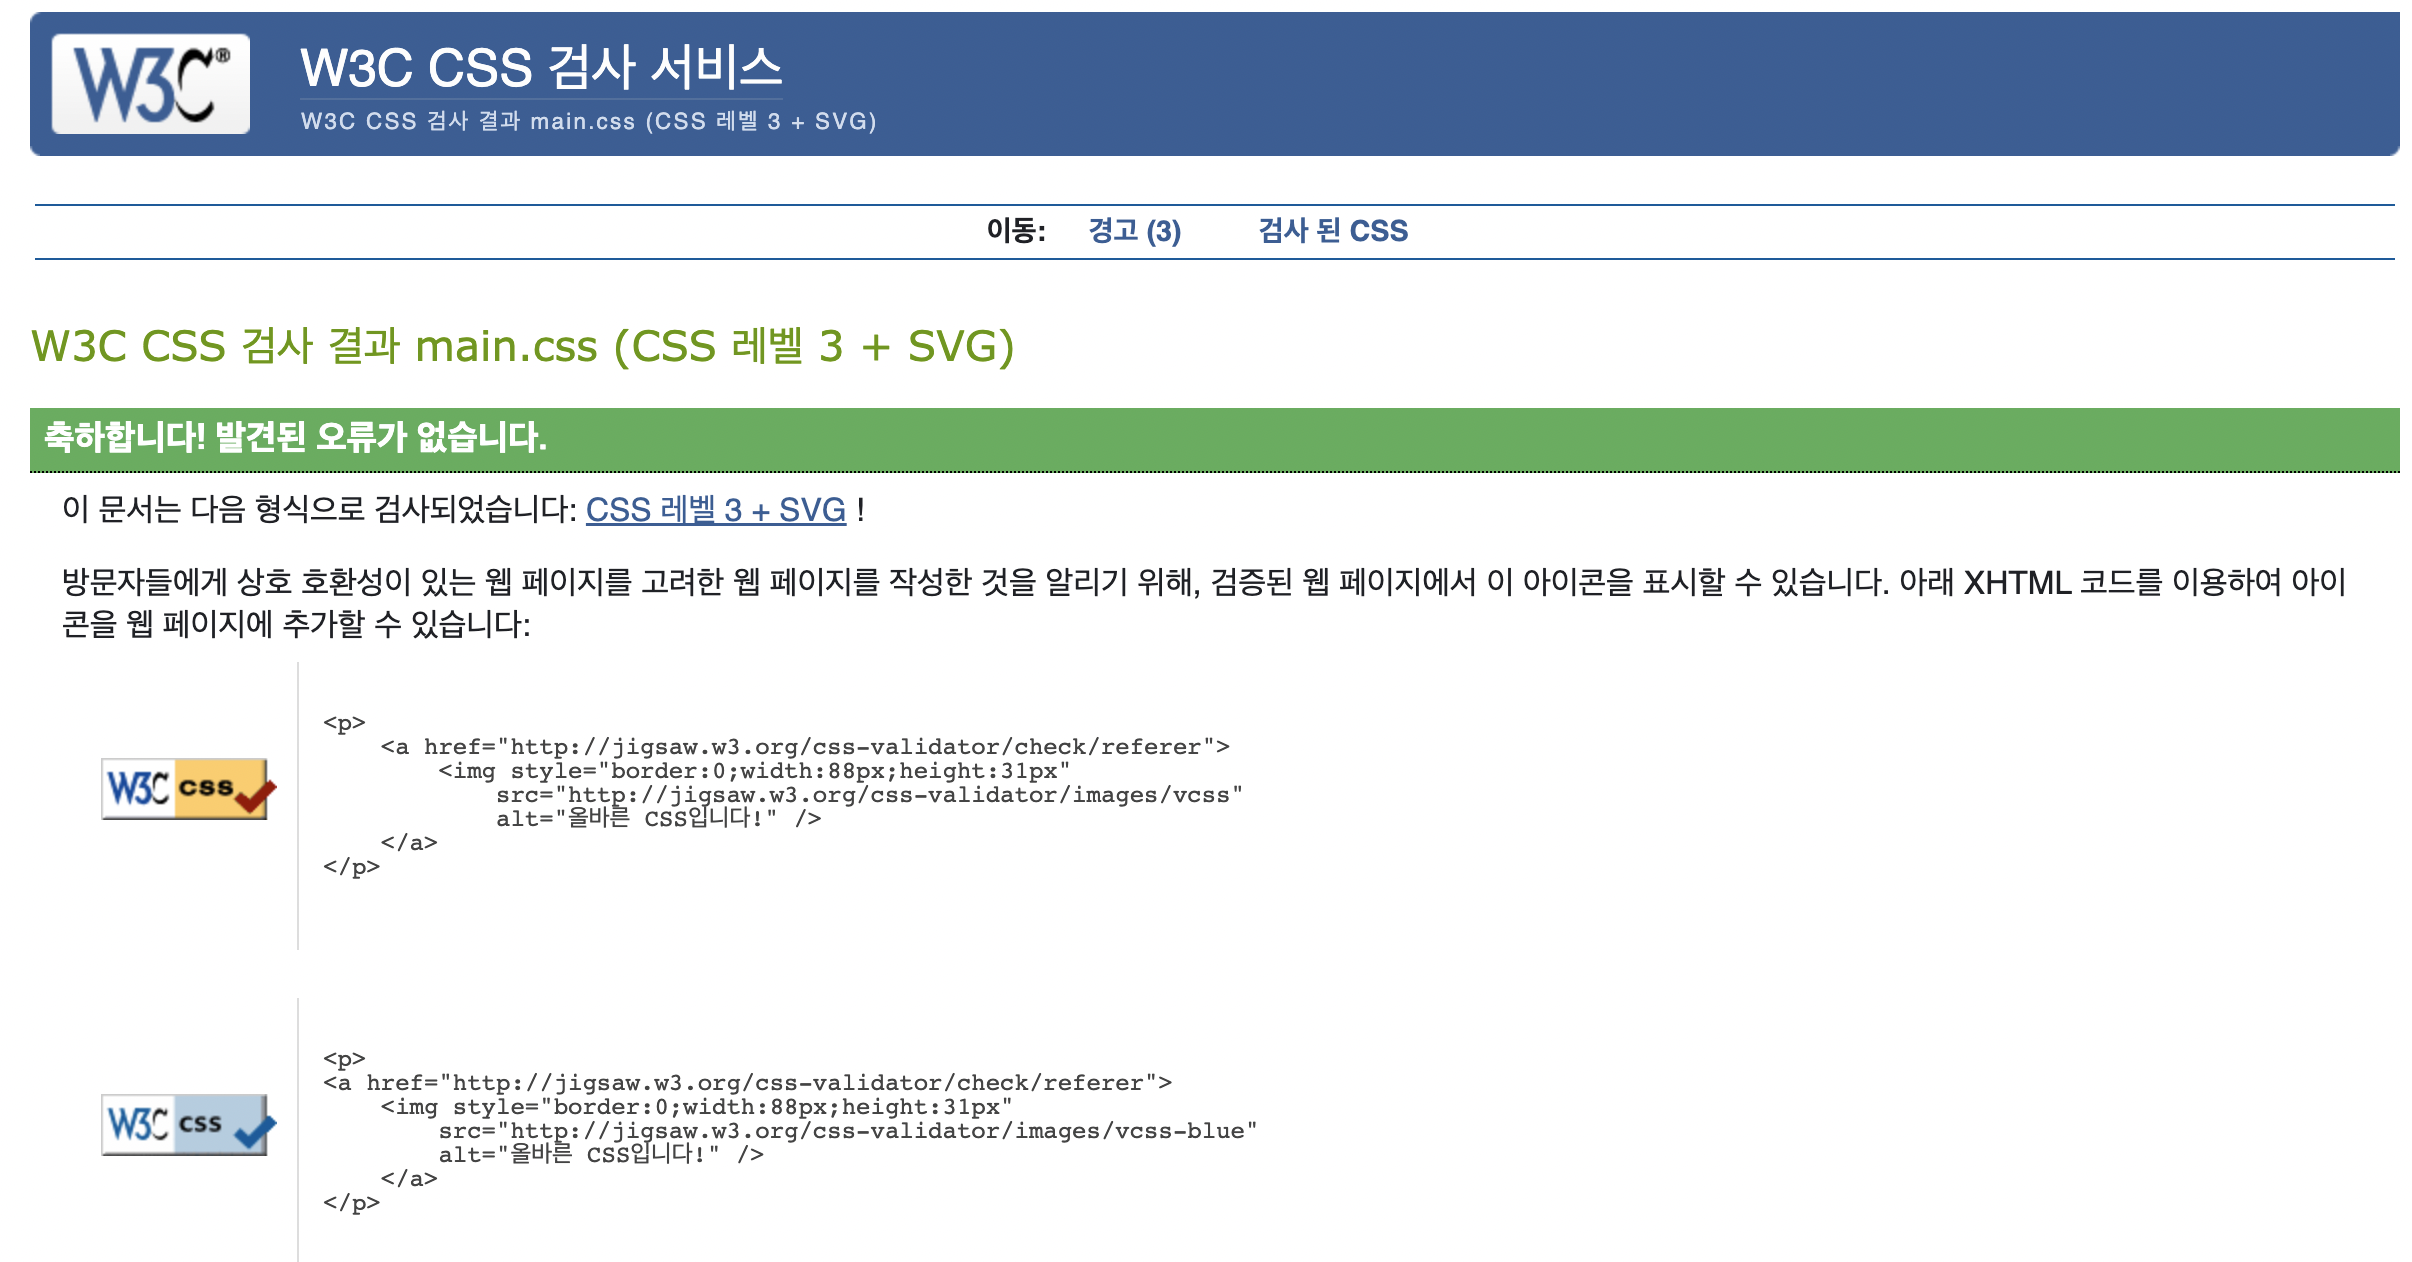 W3C®
W3C CSS 검사 서비스
W3C CSS 검사 결과 main.css (CSS 레벨 3 + SVG)
이동: 경고 (3) 검사 된 CSS
W3C CSS 검사 결과 main.css (CSS 레벨 3 + SVG)
축하합니다! 발견된 오류가 없습니다.
이 문서는 다음 형식으로 검사되었습니다: CSS 레벨 3 + SVG !
방문자들에게 상호 호환성이 있는 웹 페이지를 고려한 웹 페이지를 작성한 것을 알리기 위해, 검증된 웹 페이지에서 이 아이콘을 표시할 수 있습니다. 아래 XHTML 코드를 이용하여 아이
콘을 웹 페이지에 추가할 수 있습니다:
W3C css
<p>
<a href="http://jigsaw.w3.org/css-validator/check/referer">
<img style="border:0;width:88px;height:31px"
src="http://jigsaw.w3.org/css-validator/images/vcss"
alt="올바른 CSS입니다!" />
</a>
</p>
W3C css
<p>
<a href="http://jigsaw.w3.org/css-validator/check/referer">
<img style="border:0;width:88px;height:31px"
src="http://jigsaw.w3.org/css-validator/images/vcss-blue"
alt="올바른 CSS입니다!" />
</a>
</p>